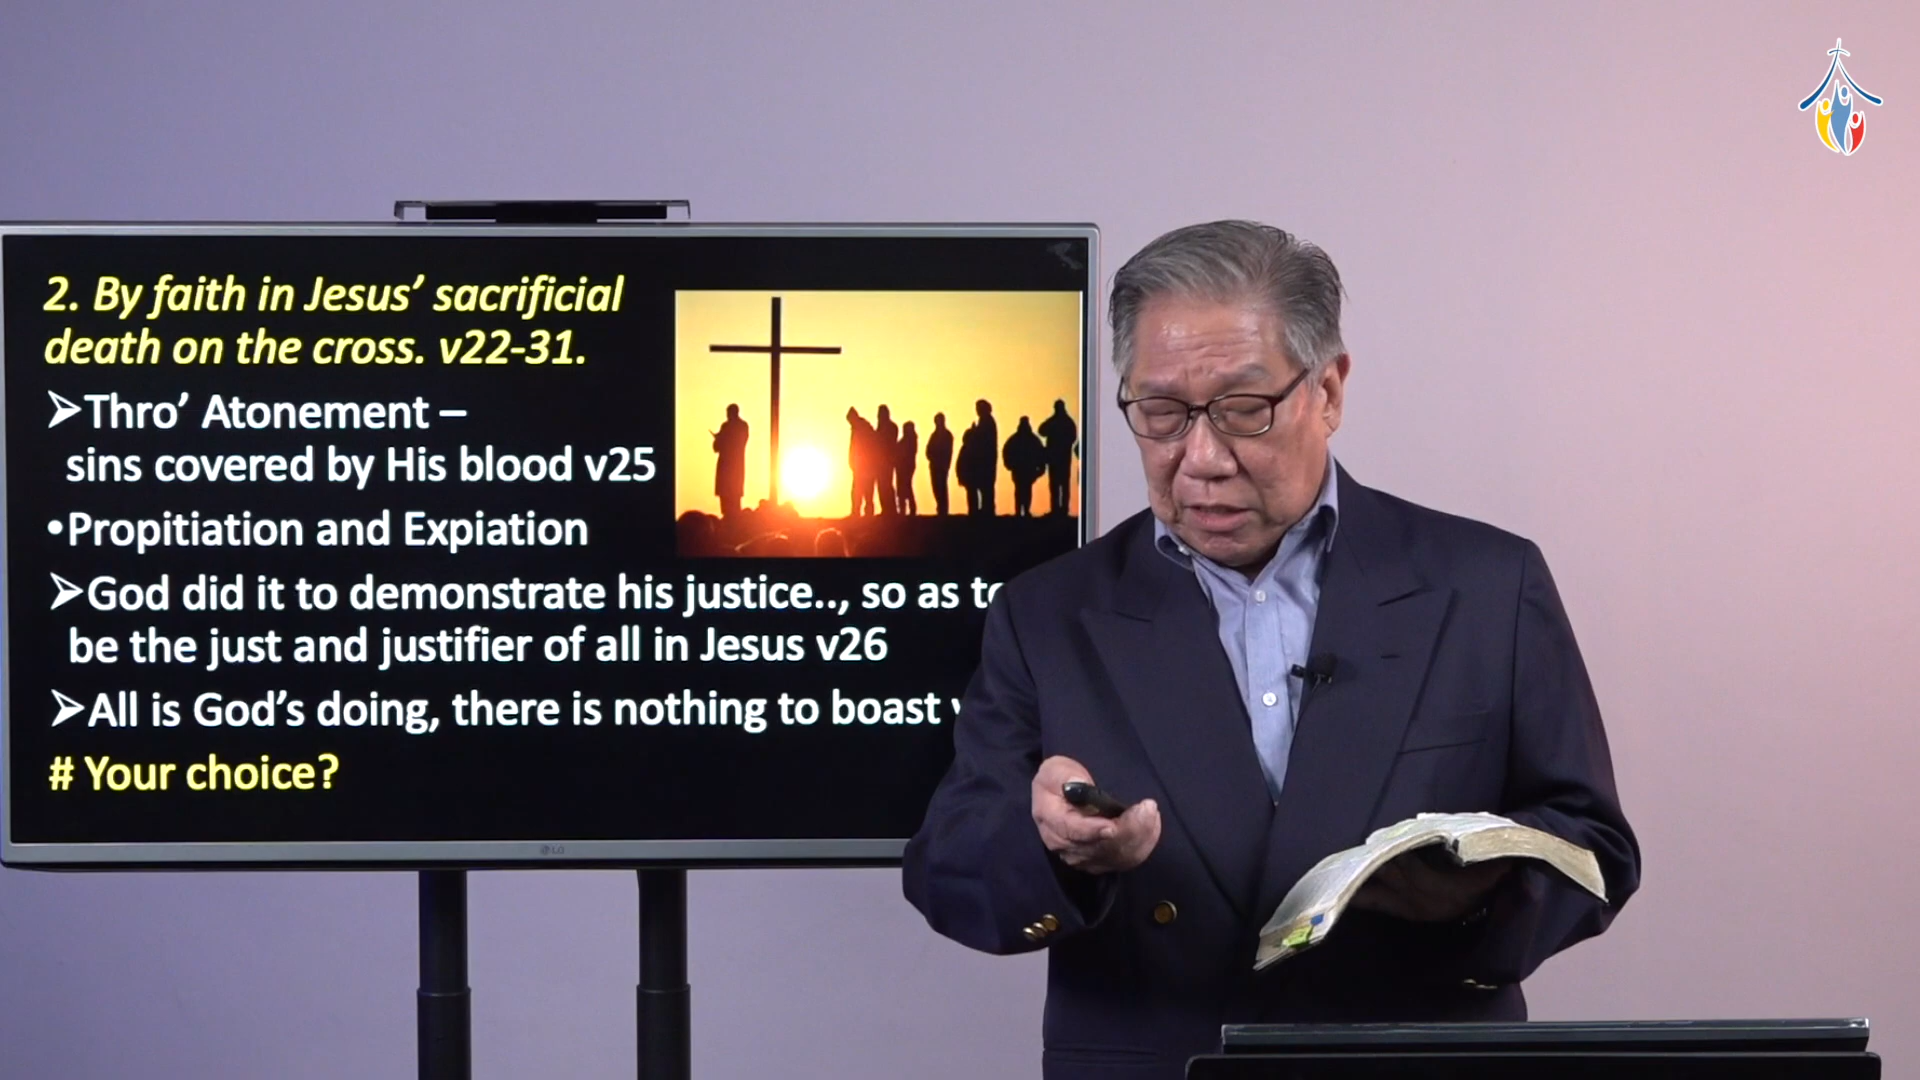 2. By faith in Jesus’ sacrificial
death on the cross. v22-31.
➢Thro’ Atonement –
sins covered by His blood v25
•Propitiation and Expiation
➢God did it to demonstrate his justice.., so as to
be the just and justifier of all in Jesus v26
➢All is God’s doing, there is nothing to boast
# Your choice?
LG